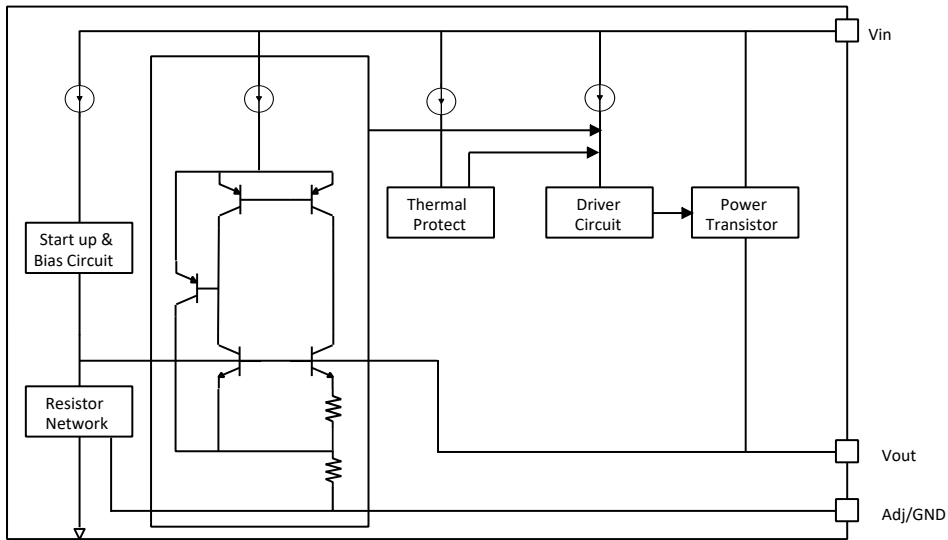 Vin
Thermal
Protect
Driver
Circuit
Power
Transistor
Start up &
Bias Circuit
Resistor
Network
Vout
Adj/GND